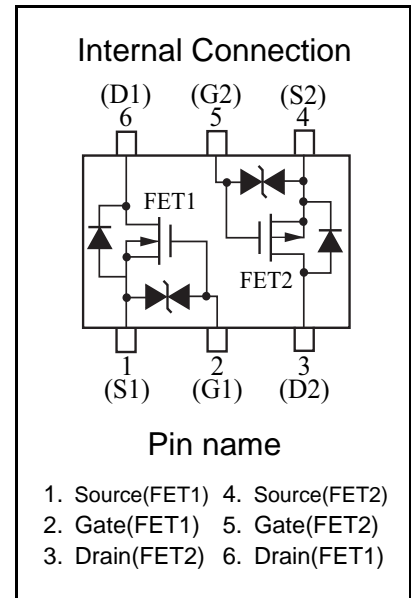 Internal Connection
(D1) (G2) (S2)
6 5 4
FET1
FET2
1 2 3
(S1) (G1) (D2)
Pin name
1. Source(FET1) 4. Source(FET2)
2. Gate(FET1) 5. Gate(FET2)
3. Drain(FET2) 6. Drain(FET1)